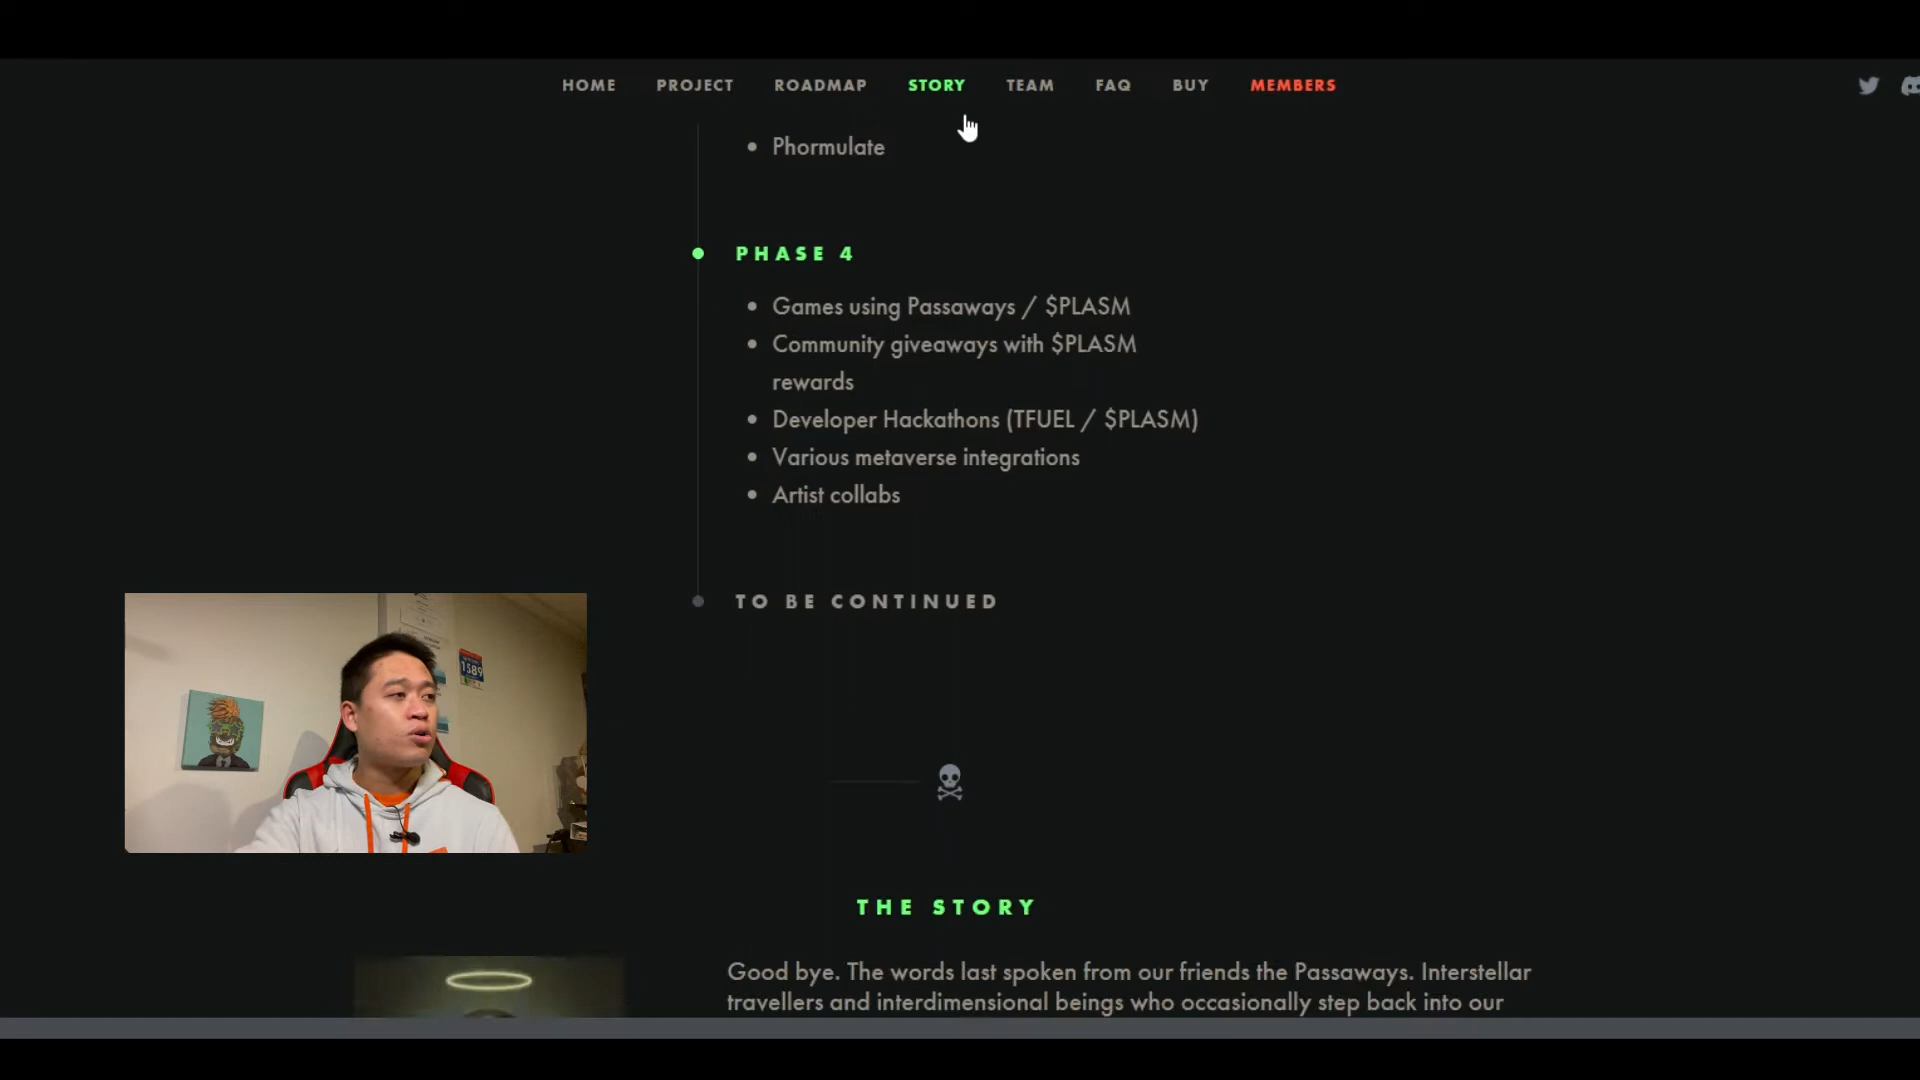 HOME PROJECT ROADMAP STORY TEAM FAQ BUY MEMBERS
Phormulate
PHASE 4
Games using Passaways / $PLASM
Community giveaways with $PLASM
rewards
Developer Hackathons (TFUEL / $PLASM)
Various metaverse integrations
Artist collabs
TO BE CONTINUED
1589
THE STORY
Good bye. The words last spoken from our friends the Passaways. Interstellar
travellers and interdimensional beings who occasionally step back into our